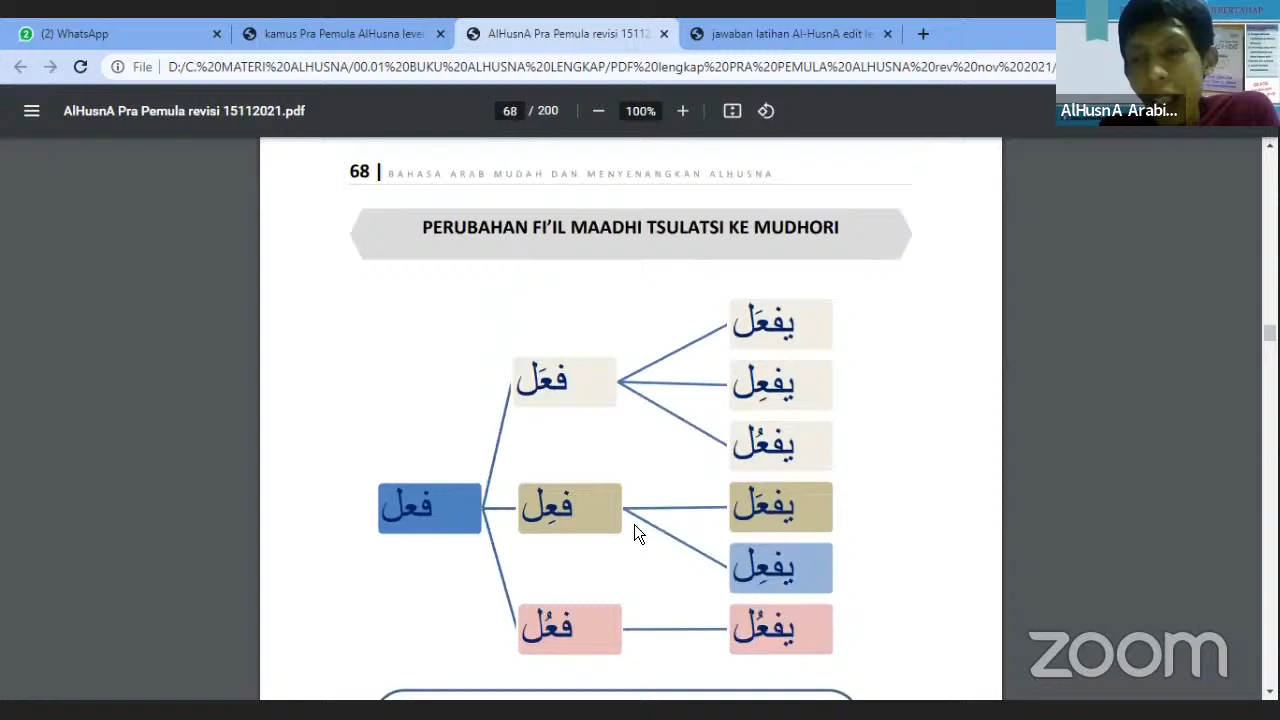 (2) WhatsApp
kamus Pra Pemula AlHusna level
AlHusnA Pra Pemula revisi 15112
jawaban latihan Al-HusnA edit le
File
D:/C.%20MATERI%20ALHUSNA/0.01%20BUKU%20ALHUSNA%20LENGKAP/PDF%20lengkap%20PRA%20PEMULA%20ALHUSNA%20rev%20nov%202021/
AlHusnA Pra Pemula revisi 15112021.pdf
68 / 200
100%
AlHusnA Arabi...
68 | BAHASA ARAB MUDAH DAN MENYENANGKAN ALHUSNA
PERUBAHAN FI’IL MAADHI TSULATSI KE MUDHORI
يفعَل
فعَل
يفعِل
يفعُل
فعل
فعِل
يفعَل
يفعِل
فعُل
يفعُل
zoom